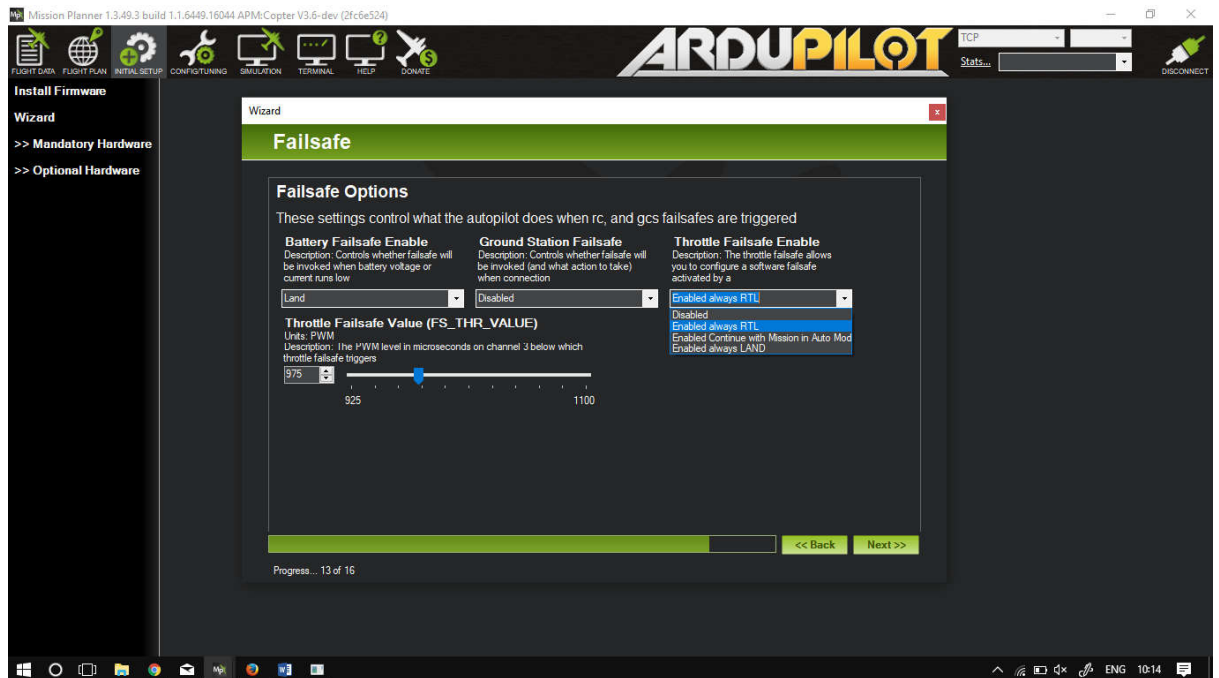 Mission Planner 1.3.49.3 build 1.1.6449.16044 APM:Copter V3.6-dev (2fc6e524)
FLIGHT DATA FLIGHT PLAN INITIAL SETUP CONFIG/TUNING SIMULATION TERMINAL HELP DONATE
ARDUPILOT
TCP
Stats...
DISCONNECT
Install Firmware
Wizard
>> Mandatory Hardware
>> Optional Hardware
Wizard
x
Failsafe
Failsafe Options
These settings control what the autopilot does when rc, and gcs failsafes are triggered
Battery Failsafe Enable
Description: Controls whether failsafe will
be invoked when battery voltage or
current runs low
Land
Ground Station Failsafe
Description: Controls whether failsafe will
be invoked (and what action to take)
when connection
Disabled
Throttle Failsafe Enable
Description: The throttle failsafe allows
you to configure a software failsafe
activated by a
Enabled always RTL
Disabled
Enabled always RTL
Enabled Continue with Mission in Auto Mod
Enabled always LAND
Throttle Failsafe Value (FS_THR_VALUE)
Units: PWM
Description: The PWM level in microseconds on channel 3 below which
throttle failsafe triggers
975
925 1100
<< Back Next >>
Progress... 13 of 16
ENG 10:14